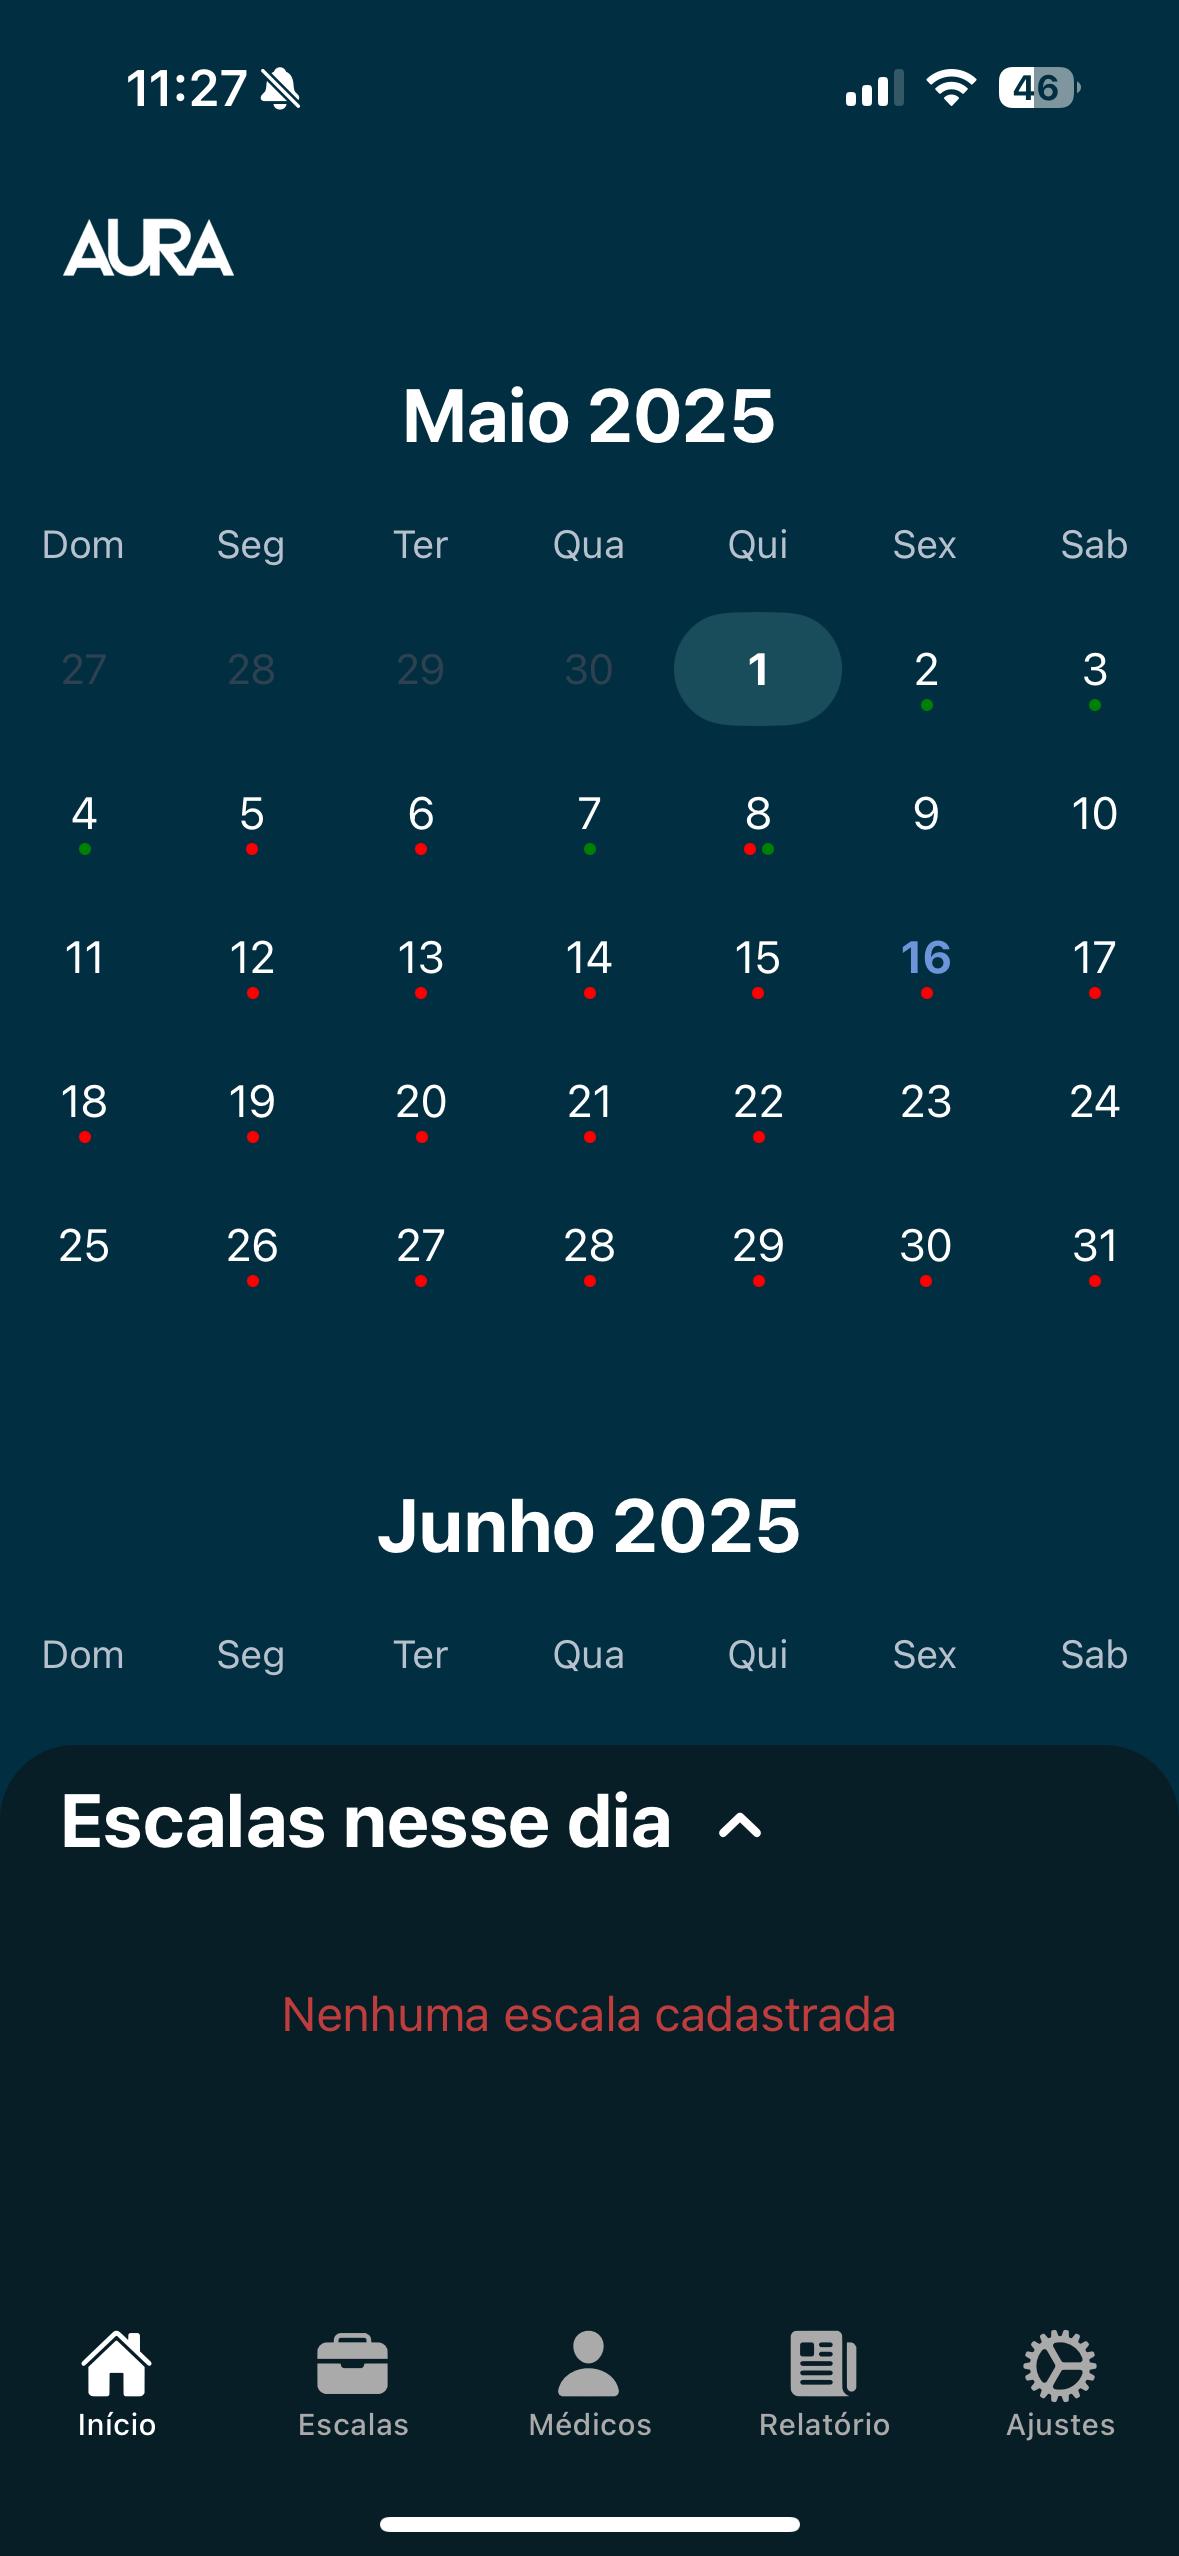 11:27
46
AURA
Maio 2025
Dom Seg Ter Qua Qui Sex Sab
27 28 29 30 1 2 3
4 5 6 7 8 9 10
11 12 13 14 15 16 17
18 19 20 21 22 23 24
25 26 27 28 29 30 31
Junho 2025
Dom Seg Ter Qua Qui Sex Sab
Escalas nesse dia
Nenhuma escala cadastrada
Início Escalas Médicos Relatório Ajustes